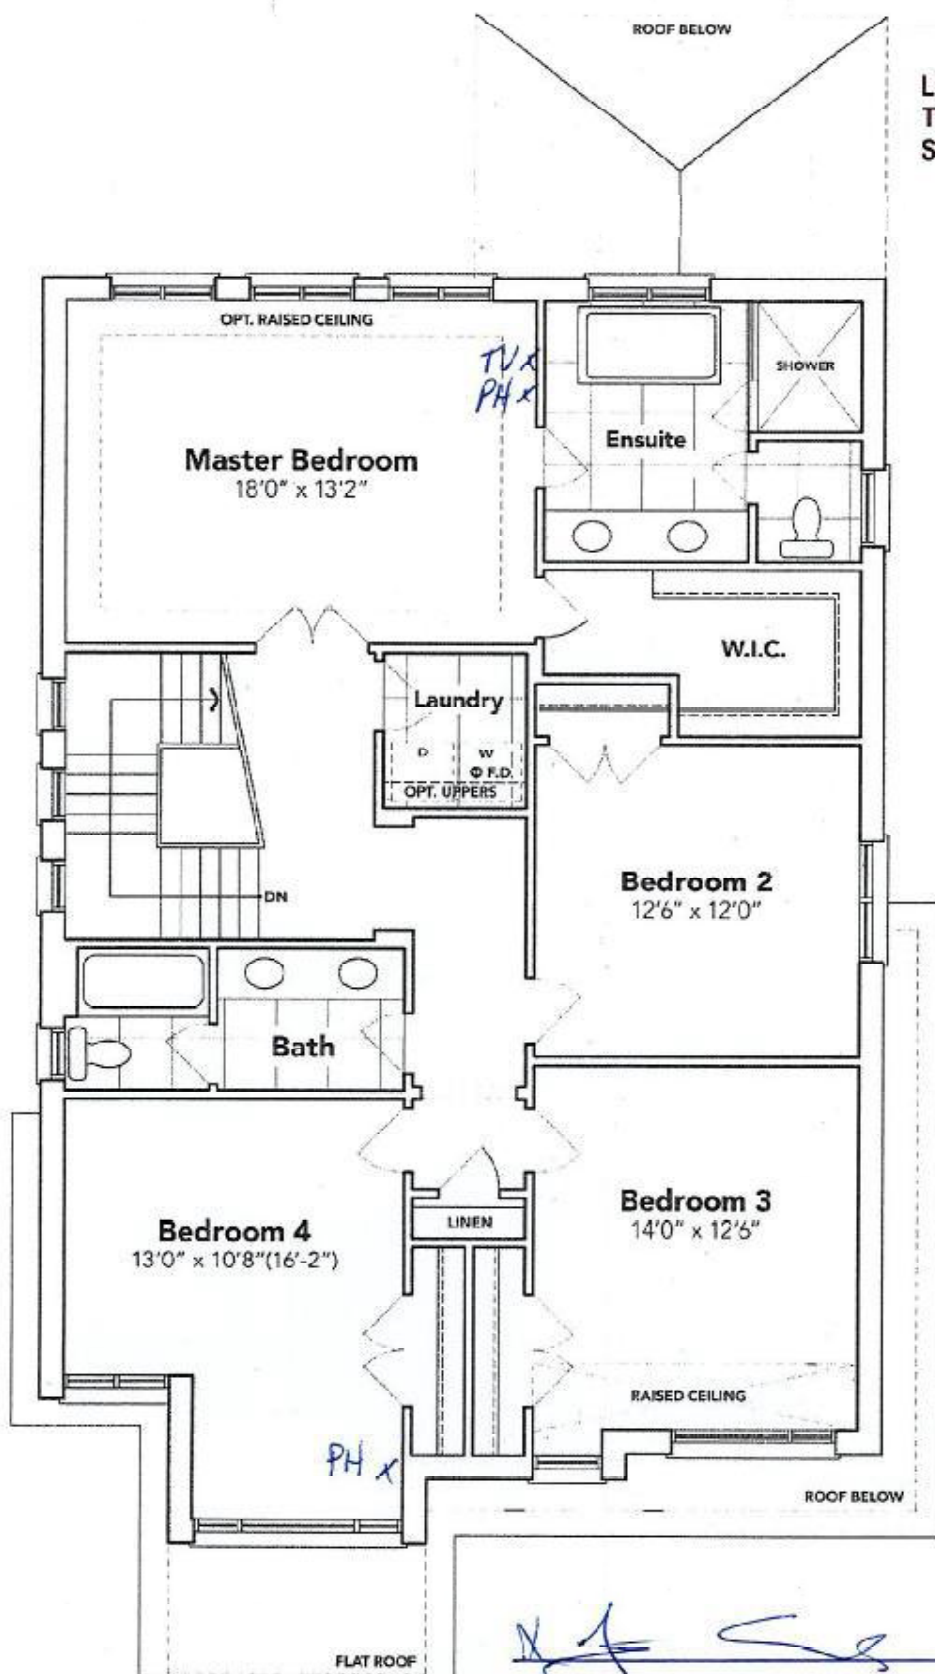 ROOF BELOW
L
T
S
OPT. RAISED CEILING
TV x
PH x
SHOWER
Ensuite
Master Bedroom
18'0" x 13'2"
W.I.C.
Laundry
D W
Φ F.D.
OPT. UPPERS
DN
Bedroom 2
12'6" x 12'0"
Bath
Bedroom 3
14'0" x 12'6"
LINEN
Bedroom 4
13'0" x 10'8"(16'-2")
RAISED CEILING
PH x
ROOF BELOW
FLAT ROOF